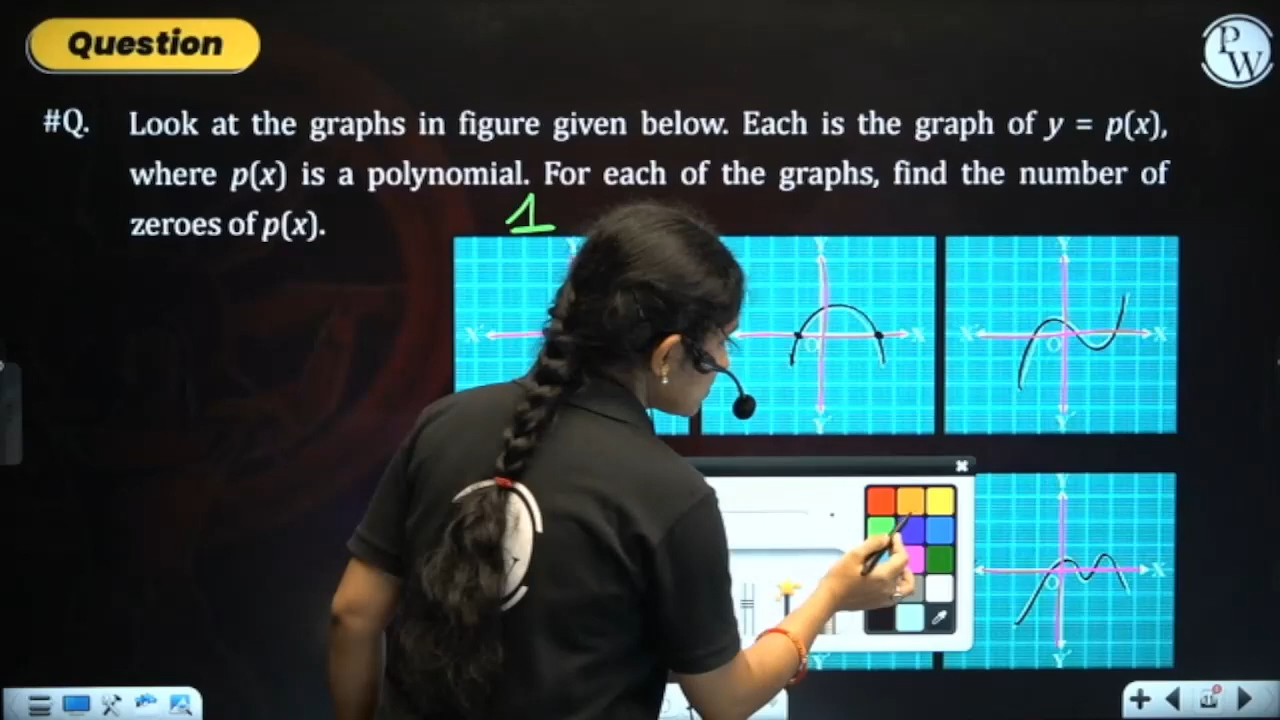 Question
PW
#Q. Look at the graphs in figure given below. Each is the graph of y = p(x),
where p(x) is a polynomial. For each of the graphs, find the number of
zeroes of p(x).
1
Y Y
X' X X' X
O O
Y' Y'
Y
X
O
Y' Y'